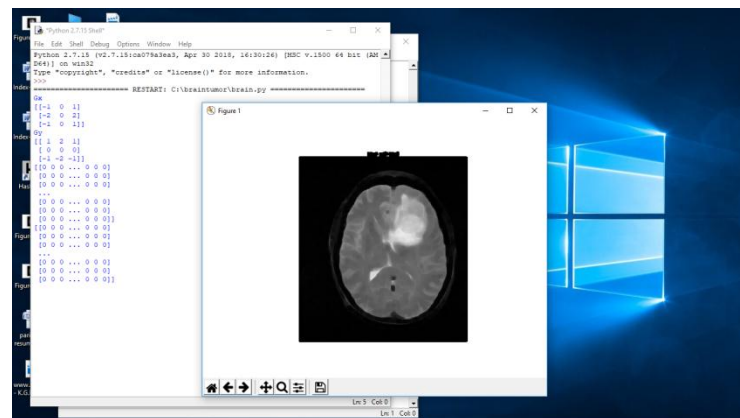 *Python 2.7.15 Shell*
File Edit Shell Debug Options Window Help
Python 2.7.15 (v2.7.15:ca079a3ea3, Apr 30 2018, 16:30:26) [MSC v.1500 64 bit (AM
D64)] on win32
Type "copyright", "credits" or "license()" for more information.
>>>
====================== RESTART: C:\braintumor\brain.py ======================
Gx
[[-1 0 1]
[-2 0 2]
[-1 0 1]]
Gy
[[ 1 2 1]
[ 0 0 0]
[-1 -2 -1]]
[[0 0 0 ... 0 0 0]
[0 0 0 ... 0 0 0]
[0 0 0 ... 0 0 0]
...
[0 0 0 ... 0 0 0]
[0 0 0 ... 0 0 0]
[0 0 0 ... 0 0 0]]
[[0 0 0 ... 0 0 0]
[0 0 0 ... 0 0 0]
[0 0 0 ... 0 0 0]
...
[0 0 0 ... 0 0 0]
[0 0 0 ... 0 0 0]
[0 0 0 ... 0 0 0]]
Figure 1
Ln: 5 Col: 0
Ln: 1 Col: 0